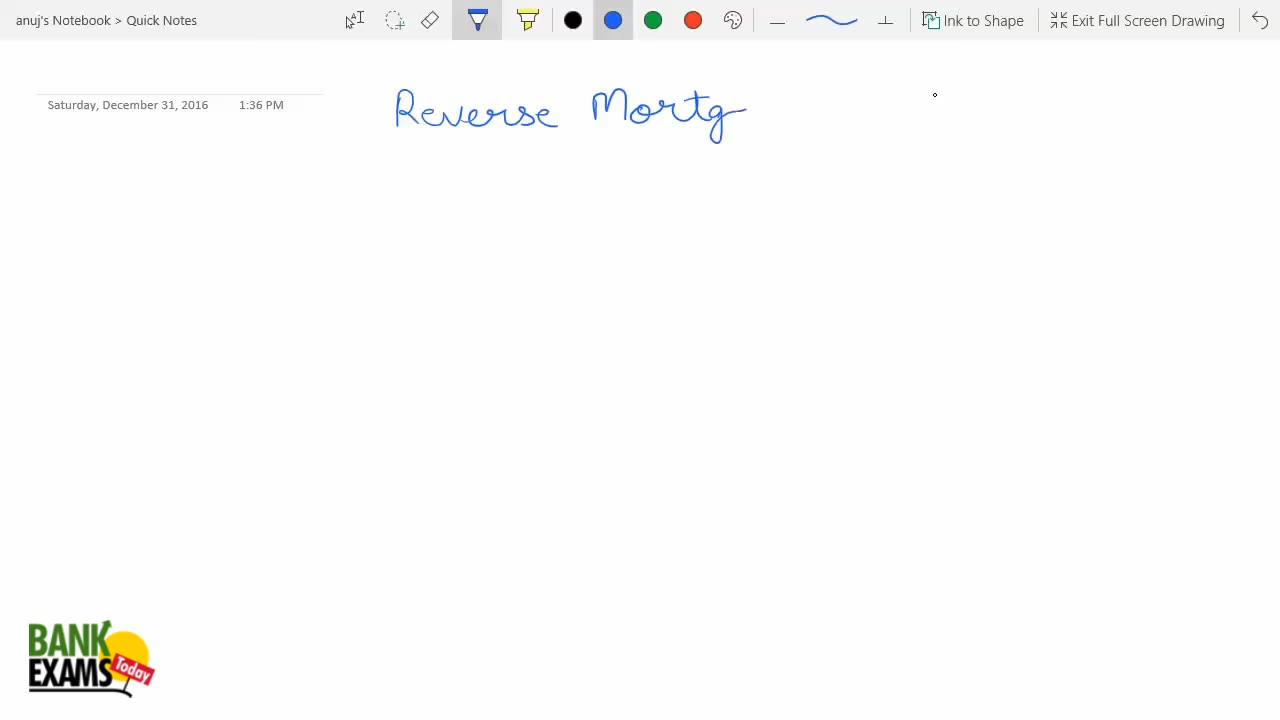 anuj's Notebook > Quick Notes
Ink to Shape
Exit Full Screen Drawing
Saturday, December 31, 2016 1:36 PM
Reverse Mortg
BANK
EXAMS
Today